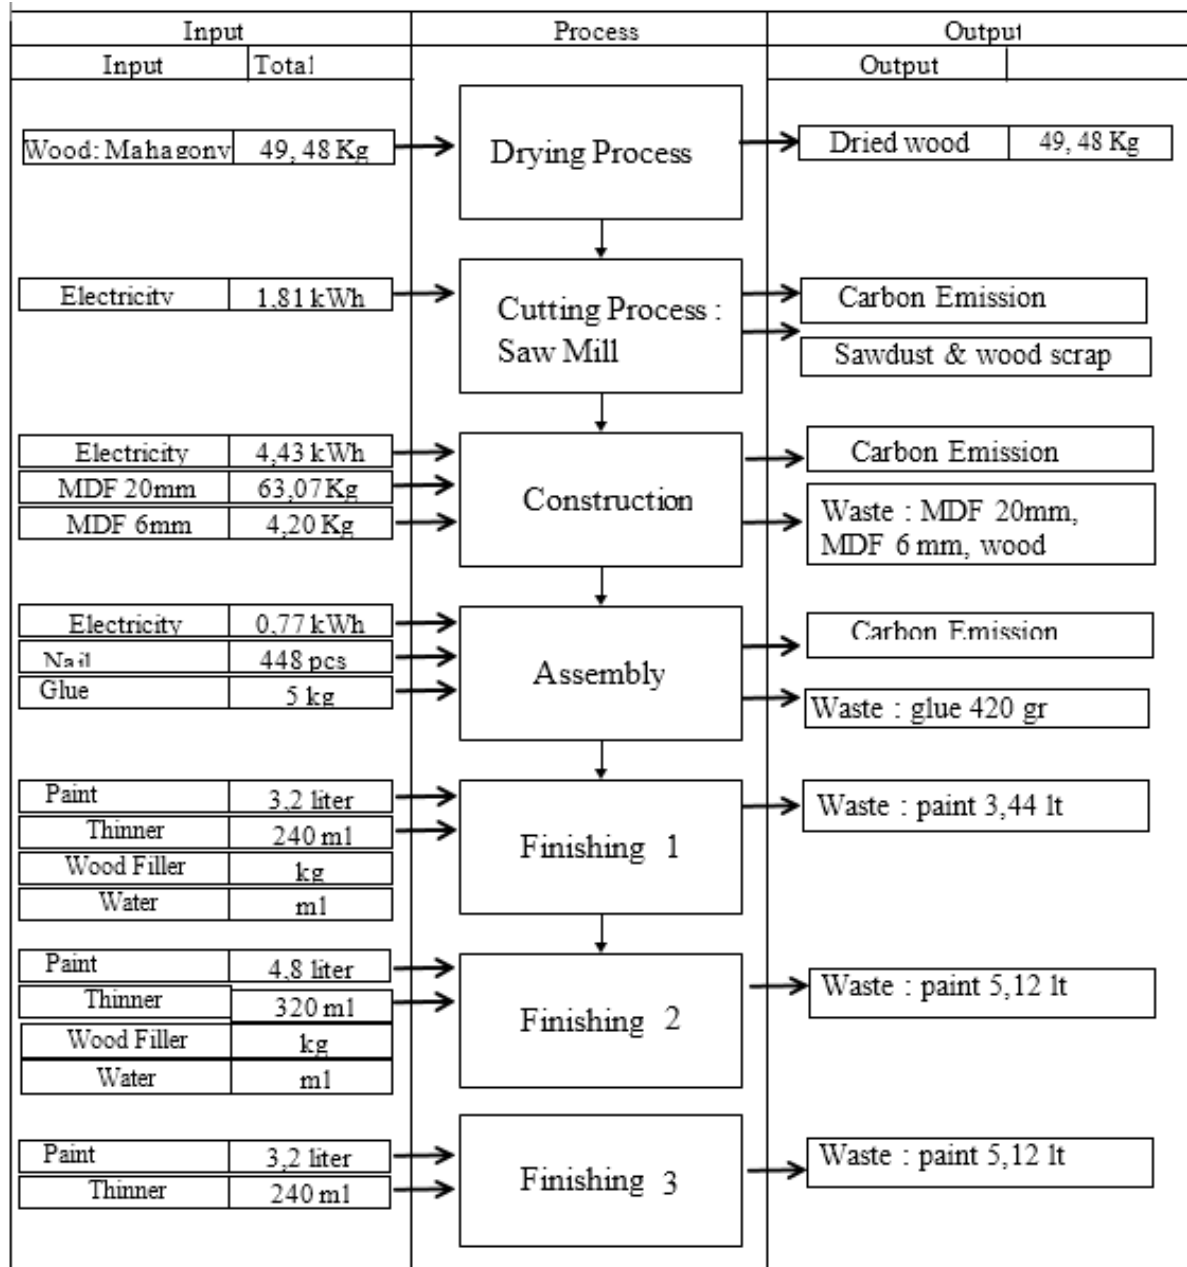 Input Process Output
Input Total Output
Wood: Mahagony 49, 48 Kg Drying Process Dried wood 49, 48 Kg
Electricity 1,81 kWh Cutting Process : Saw Mill Carbon Emission
Sawdust & wood scrap
Electricity 4,43 kWh Carbon Emission
MDF 20mm 63,07 Kg Construction Waste : MDF 20mm,
MDF 6mm 4,20 Kg MDF 6 mm, wood
Electricity 0,77 kWh Carbon Emission
Nail 448 pcs Assembly
Glue 5 kg Waste : glue 420 gr
Paint 3,2 liter Waste : paint 3,44 lt
Thinner 240 ml Finishing 1
Wood Filler kg
Water ml
Paint 4,8 liter Waste : paint 5,12 lt
Thinner 320 ml Finishing 2
Wood Filler kg
Water ml
Paint 3,2 liter Waste : paint 5,12 lt
Thinner 240 ml Finishing 3